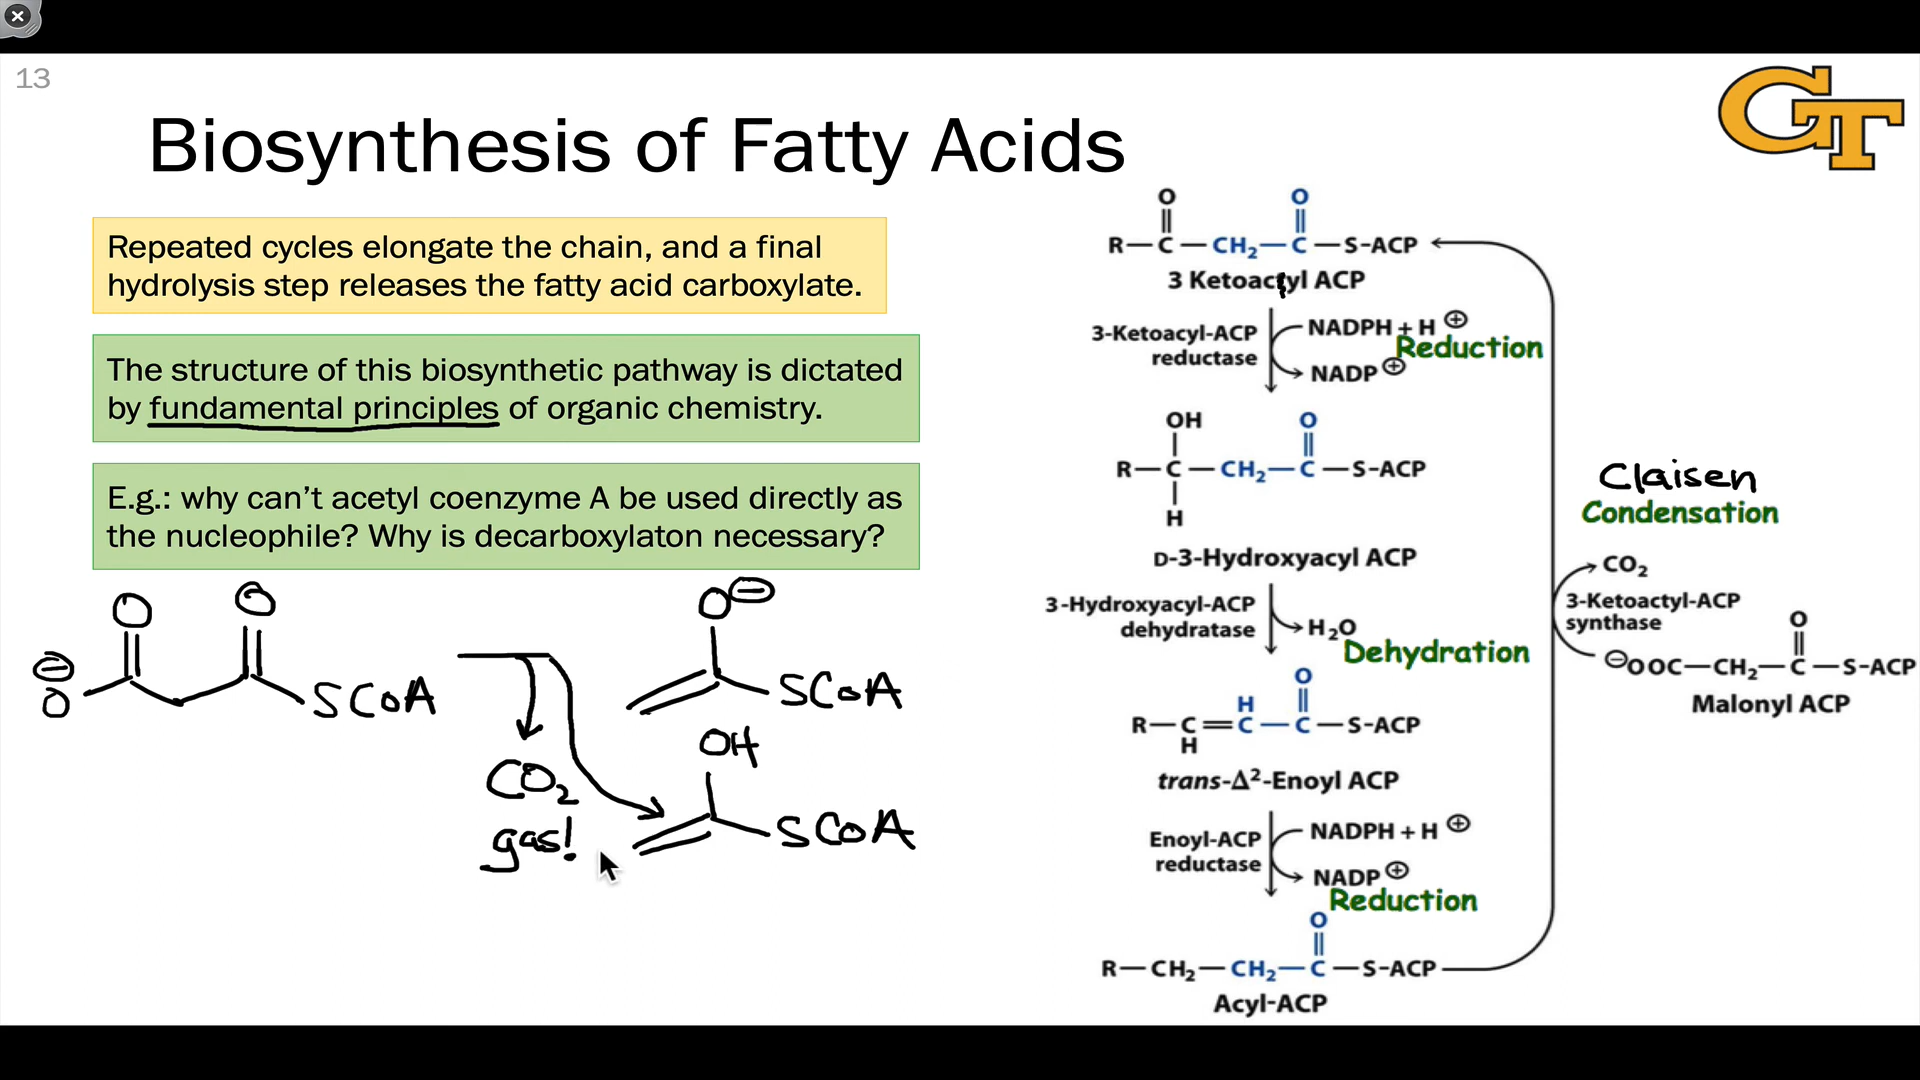 13
GT
Biosynthesis of Fatty Acids
Repeated cycles elongate the chain, and a final
hydrolysis step releases the fatty acid carboxylate.
The structure of this biosynthetic pathway is dictated
by fundamental principles of organic chemistry.
E.g.: why can't acetyl coenzyme A be used directly as
the nucleophile? Why is decarboxylaton necessary?
O O
⊖
O SCoA
CO₂
gas!
O⊖
SCoA
OH
SCoA
O O
R—C—CH₂—C—S-ACP
3 Ketoactyl ACP
3-Ketoacyl-ACP
reductase
NADPH + H⊕
Reduction
NADP⊕
OH O
R—C—CH₂—C—S-ACP
H
D-3-Hydroxyacyl ACP
3-Hydroxyacyl-ACP
dehydratase
H₂O
Dehydration
H O
R—C=C—C—S-ACP
H
trans-Δ²-Enoyl ACP
Enoyl-ACP
reductase
NADPH + H⊕
NADP⊕
Reduction
O
R—CH₂—CH₂—C—S-ACP
Acyl-ACP
Claisen
Condensation
CO₂
3-Ketoactyl-ACP
synthase
O
⊖OOC—CH₂—C—S-ACP
Malonyl ACP